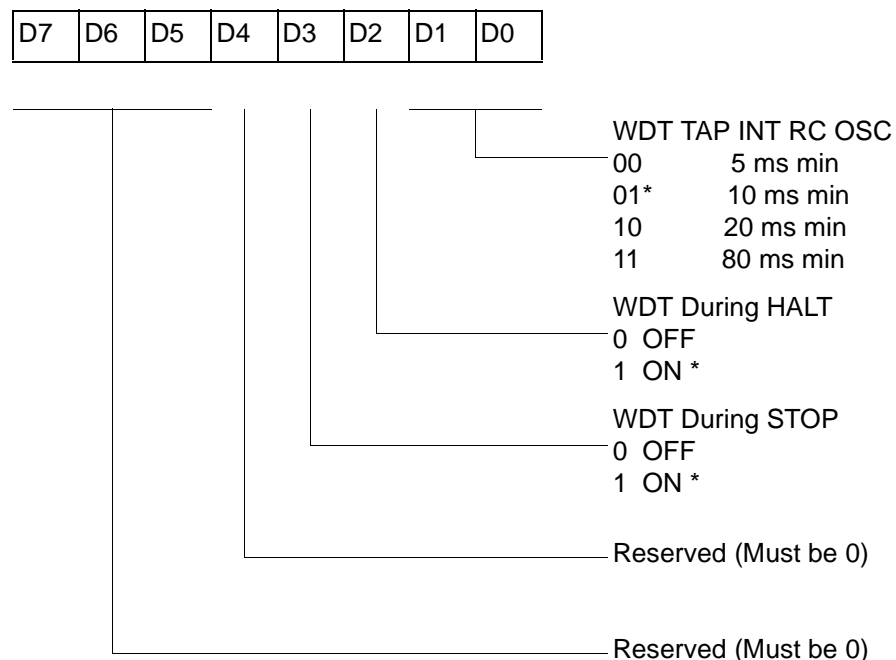 D7 D6 D5 D4 D3 D2 D1 D0
WDT TAP INT RC OSC
00 5 ms min
01* 10 ms min
10 20 ms min
11 80 ms min
WDT During HALT
0 OFF
1 ON *
WDT During STOP
0 OFF
1 ON *
Reserved (Must be 0)
Reserved (Must be 0)